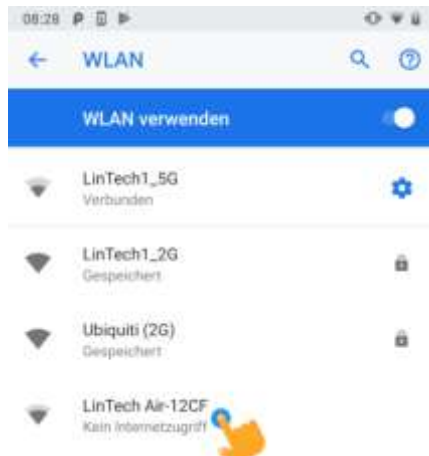 08:28
WLAN
WLAN verwenden
LinTech1_5G
Verbunden
LinTech1_2G
Gespeichert
Ubiquiti (2G)
Gespeichert
LinTech Air-12CF
Kein Internetzugriff